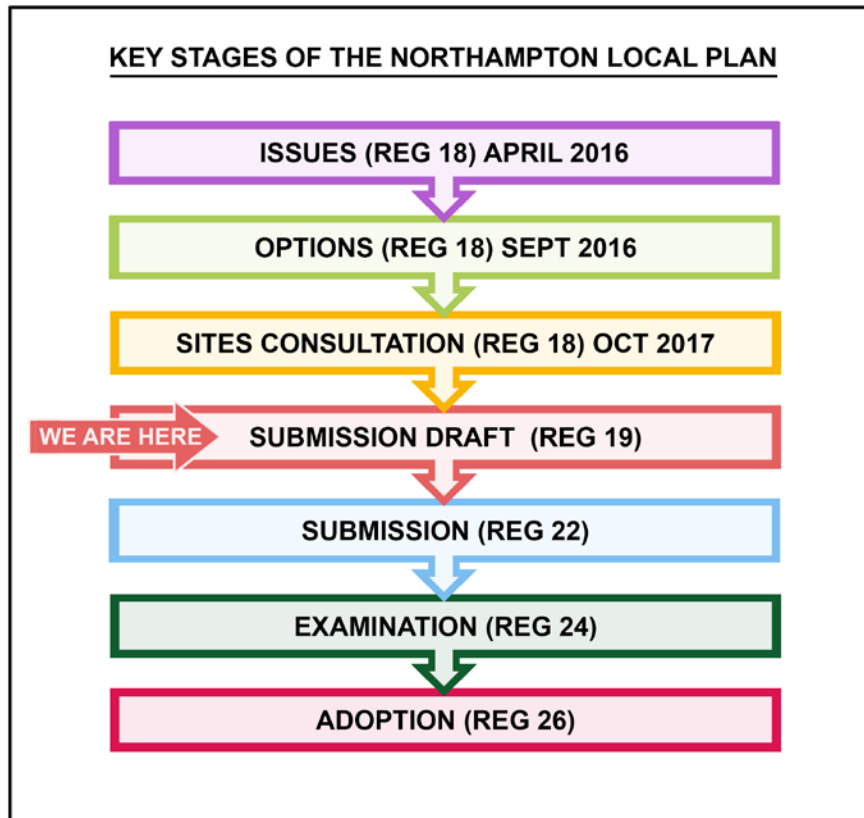 KEY STAGES OF THE NORTHAMPTON LOCAL PLAN
ISSUES (REG 18) APRIL 2016
OPTIONS (REG 18) SEPT 2016
SITES CONSULTATION (REG 18) OCT 2017
WE ARE HERE
SUBMISSION DRAFT (REG 19)
SUBMISSION (REG 22)
EXAMINATION (REG 24)
ADOPTION (REG 26)